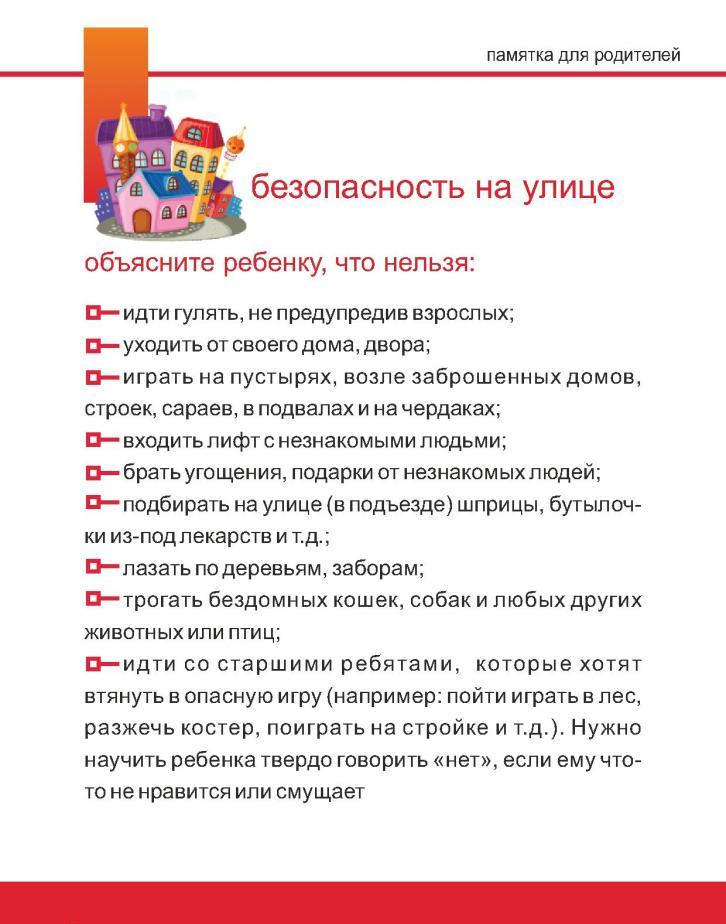 памятка для родителей
безопасность на улице
объясните ребенку, что нельзя:
идти гулять, не предупредив взрослых;
уходить от своего дома, двора;
играть на пустырях, возле заброшенных домов,
строек, сараев, в подвалах и на чердаках;
входить лифт с незнакомыми людьми;
брать угощения, подарки от незнакомых людей;
подбирать на улице (в подъезде) шприцы, бутылоч-
ки из-под лекарств и т.д.;
лазать по деревьям, заборам;
трогать бездомных кошек, собак и любых других
животных или птиц;
идти со старшими ребятами, которые хотят
втянуть в опасную игру (например: пойти играть в лес,
разжечь костер, поиграть на стройке и т.д.). Нужно
научить ребенка твердо говорить «нет», если ему что-
то не нравится или смущает